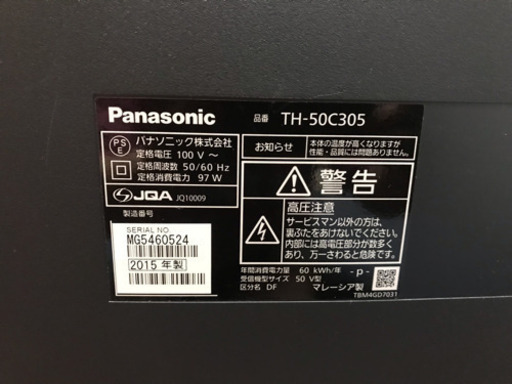 Panasonic
品番 TH-50C305
PS
E
パナソニック株式会社
定格電圧 100 V ～
定格周波数 50/60 Hz
定格消費電力 97 W
JQA JQ10009
製造番号
SERIAL NO.
MG5460524
2015 年製
お知らせ
本体の温度が高くなりますが
性能・品質には問題ありません
警告
高圧注意
サービスマン以外の方は、
裏ぶたをあけないでください。
内部には高電圧部分が数多く
あり、万一さわると危険です。
年間消費電力量 60 kWh/年
受信機型サイズ 50 V型
区分名 DF
-p-
マレーシア製
TBM4GD7031